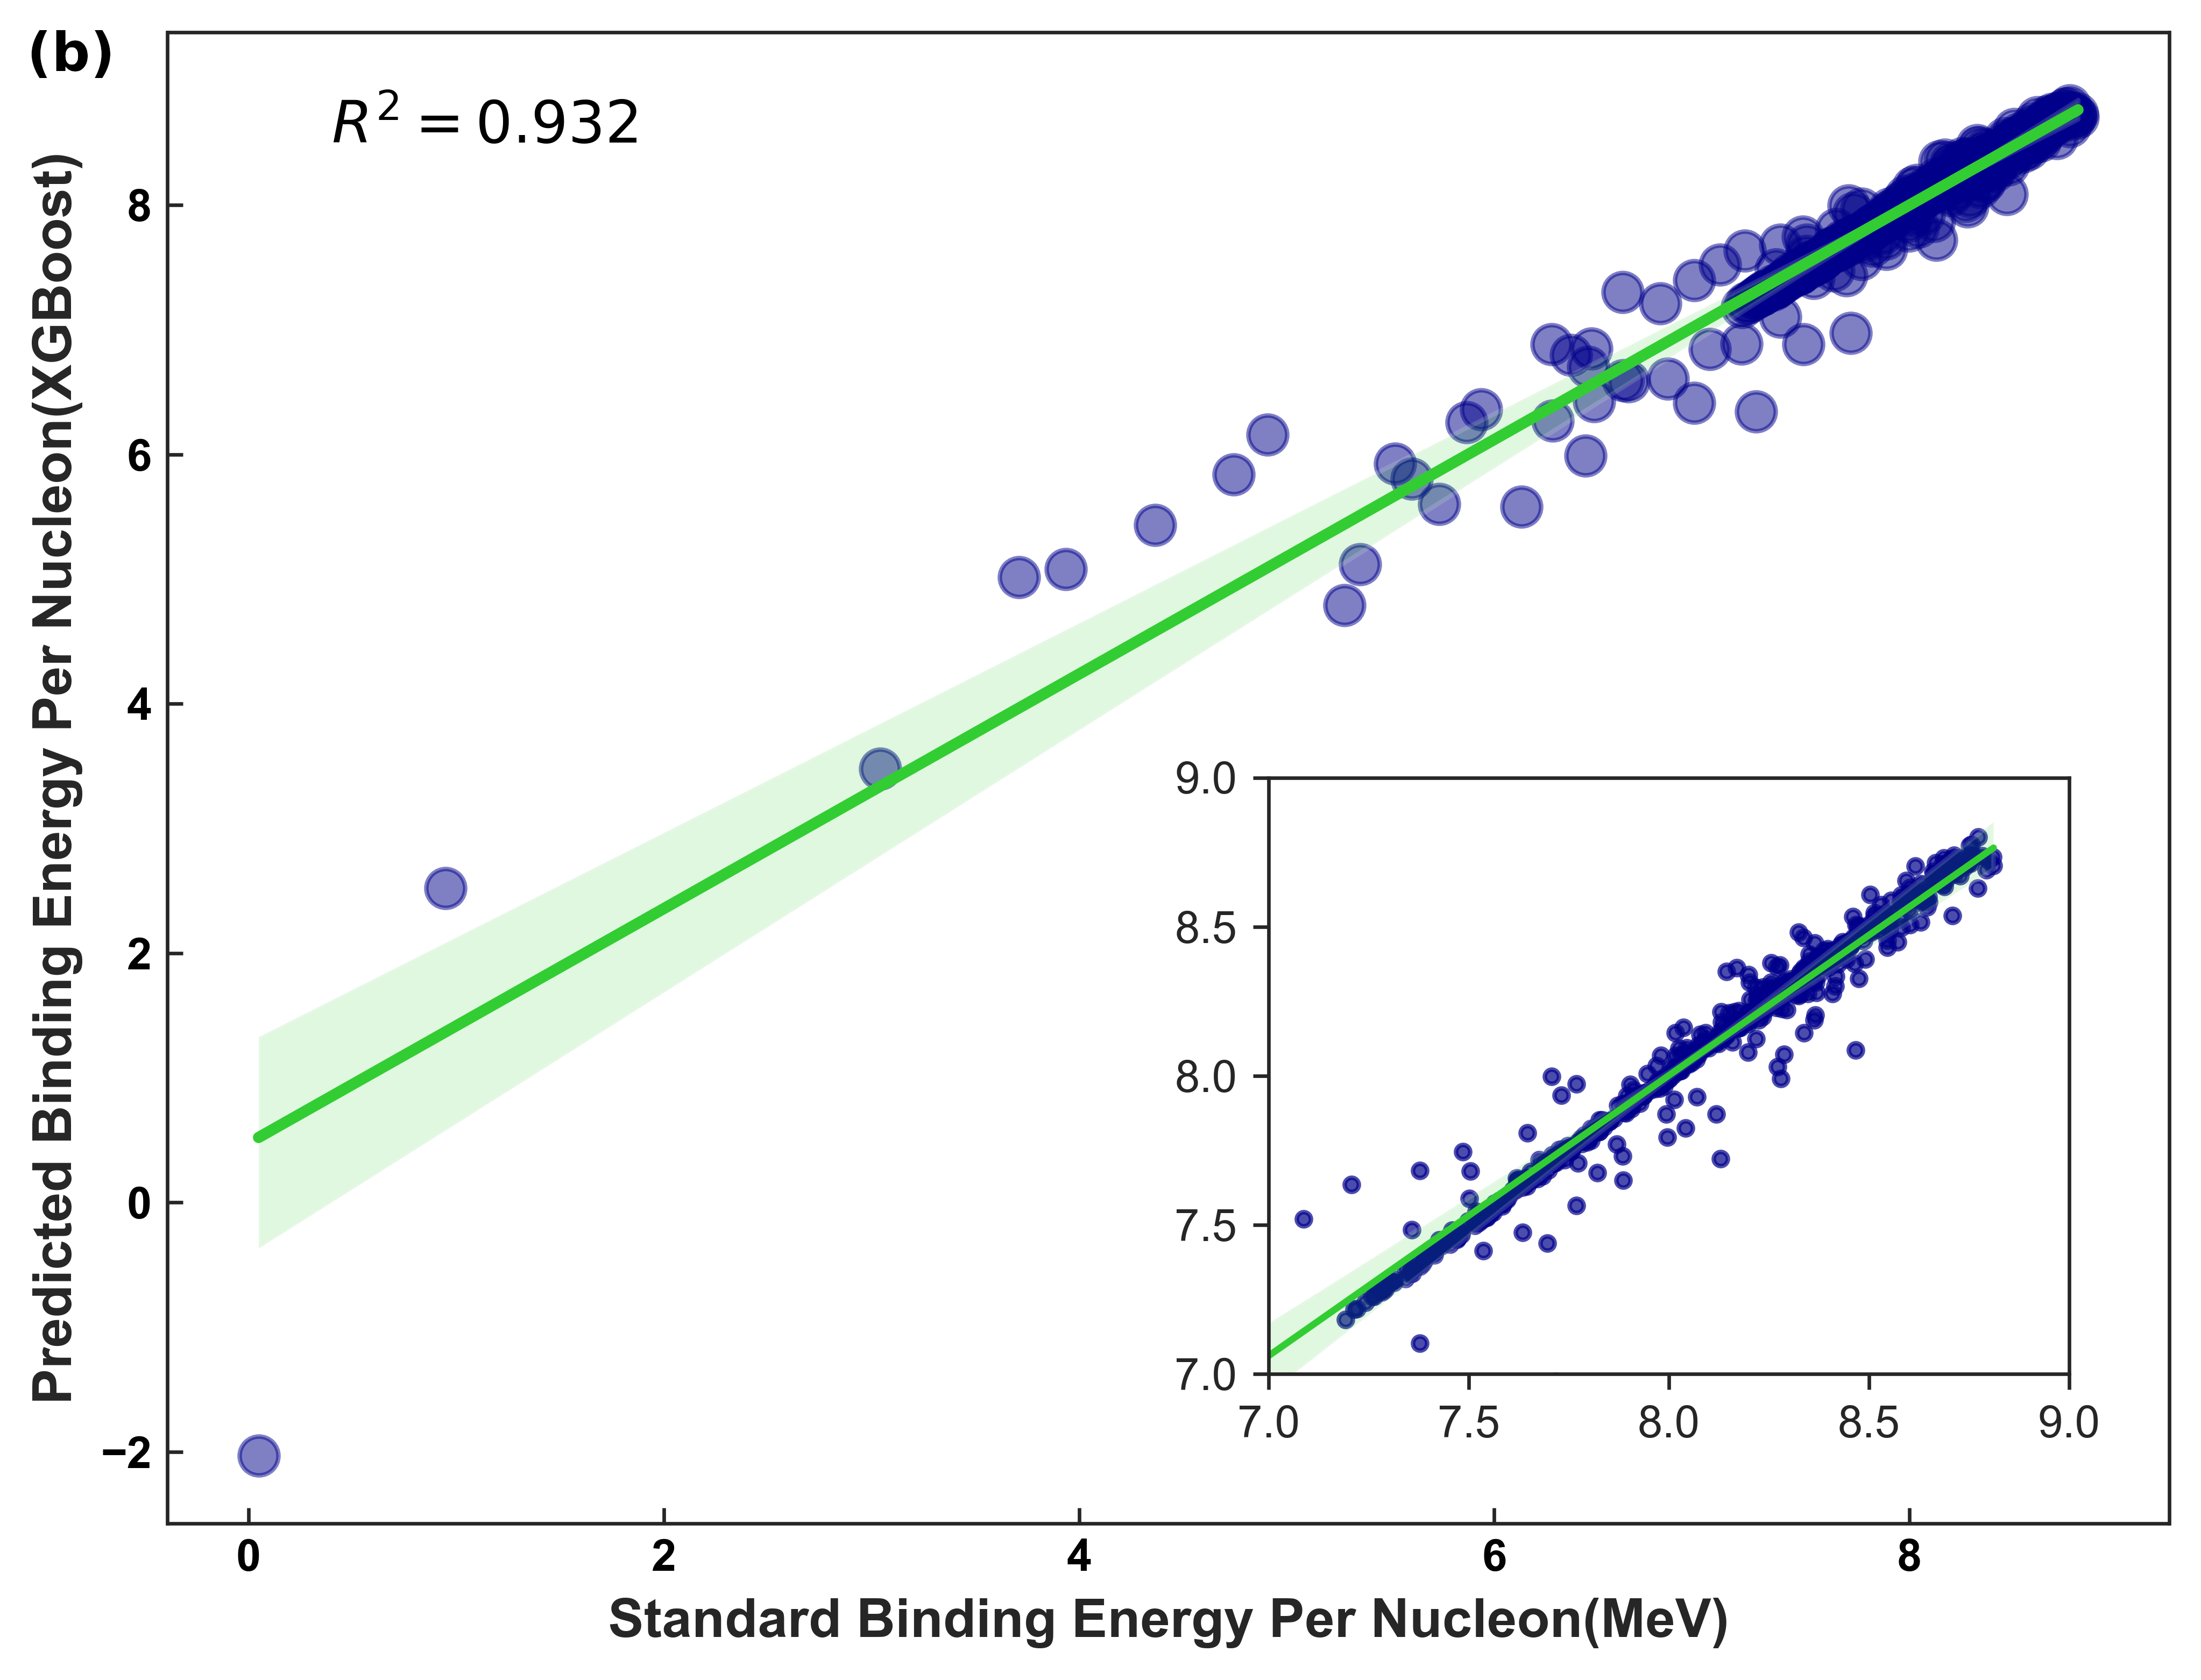 (b)
R² = 0.932
Predicted Binding Energy Per Nucleon(XGBoost)
8
6
4
2
0
−2
9.0
8.5
8.0
7.5
7.0
7.0 7.5 8.0 8.5 9.0
0 2 4 6 8
Standard Binding Energy Per Nucleon(MeV)